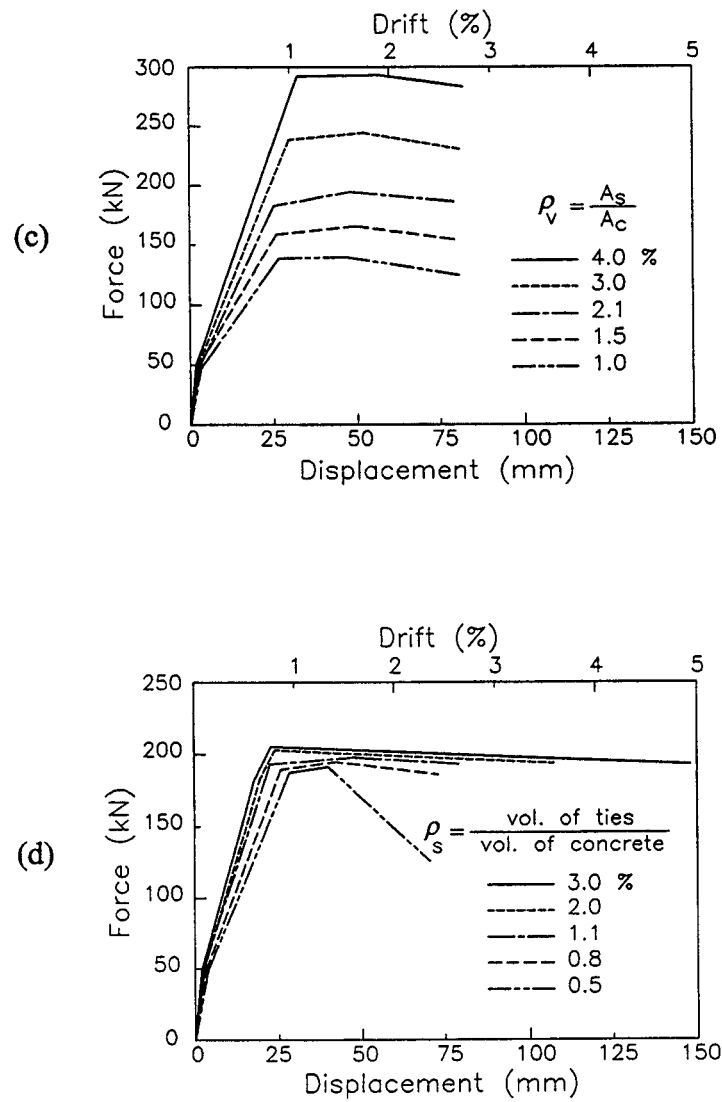 Drift (%)
1 2 3 4 5
300
250
200
150
100
50
0
Force (kN)
(c)
ρv = As / Ac
4.0 %
3.0
2.1
1.5
1.0
0 25 50 75 100 125 150
Displacement (mm)
Drift (%)
1 2 3 4 5
250
200
150
100
50
0
Force (kN)
(d)
ρs = vol. of ties / vol. of concrete
3.0 %
2.0
1.1
0.8
0.5
0 25 50 75 100 125 150
Displacement (mm)